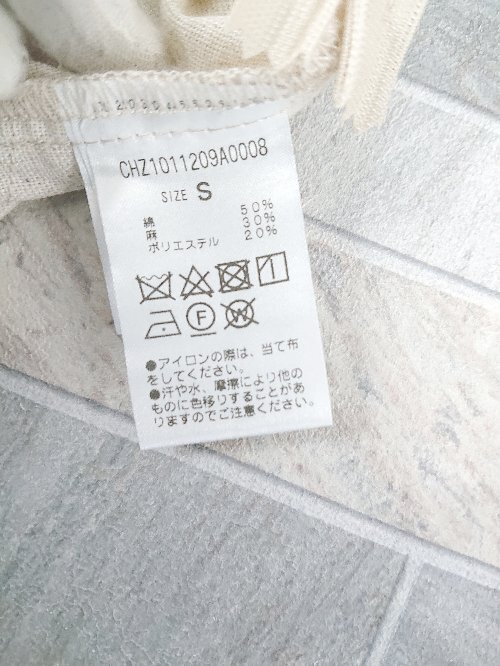 CHZ1011209A0008
SIZE S
綿 50%
麻 30%
ポリエステル 20%
F W
●アイロンの際は、当て布
をしてください。
●汗や水、摩擦により他の
ものに色移りすることがあ
りますのでご注意ください。